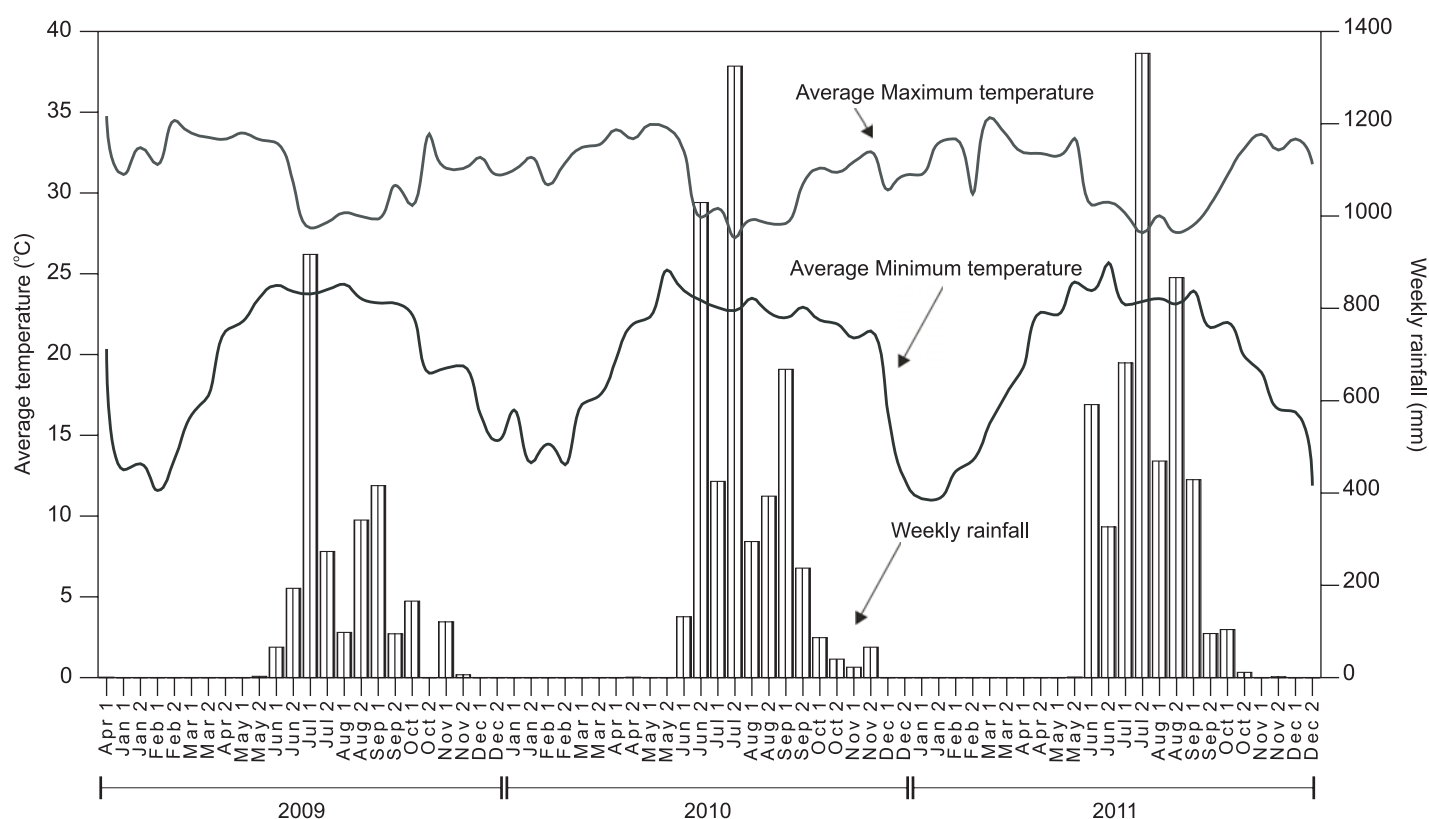 40
35
30
25
20
15
10
5
0
Average temperature (°C)
1400
1200
1000
800
600
400
200
0
Weekly rainfall (mm)
Average Maximum temperature
Average Minimum temperature
Weekly rainfall
Apr 1
Jan 1
Jan 2
Feb 1
Feb 2
Mar 1
Mar 2
Apr 2
May 1
May 2
Jun 1
Jun 2
Jul 1
Jul 2
Aug 1
Aug 2
Sep 1
Sep 2
Oct 1
Oct 2
Nov 1
Nov 2
Dec 1
Dec 2
Jan 1
Jan 2
Feb 1
Feb 2
Mar 1
Mar 2
Apr 1
Apr 2
May 1
May 2
Jun 1
Jun 2
Jul 1
Jul 2
Aug 1
Aug 2
Sep 1
Sep 2
Oct 1
Oct 2
Nov 1
Nov 2
Dec 1
Dec 2
Jan 1
Jan 2
Feb 1
Feb 2
Mar 1
Mar 2
Apr 1
Apr 2
May 1
May 2
Jun 1
Jun 2
Jul 1
Jul 2
Aug 1
Aug 2
Sep 1
Sep 2
Oct 1
Oct 2
Nov 1
Nov 2
Dec 1
Dec 2
2009
2010
2011